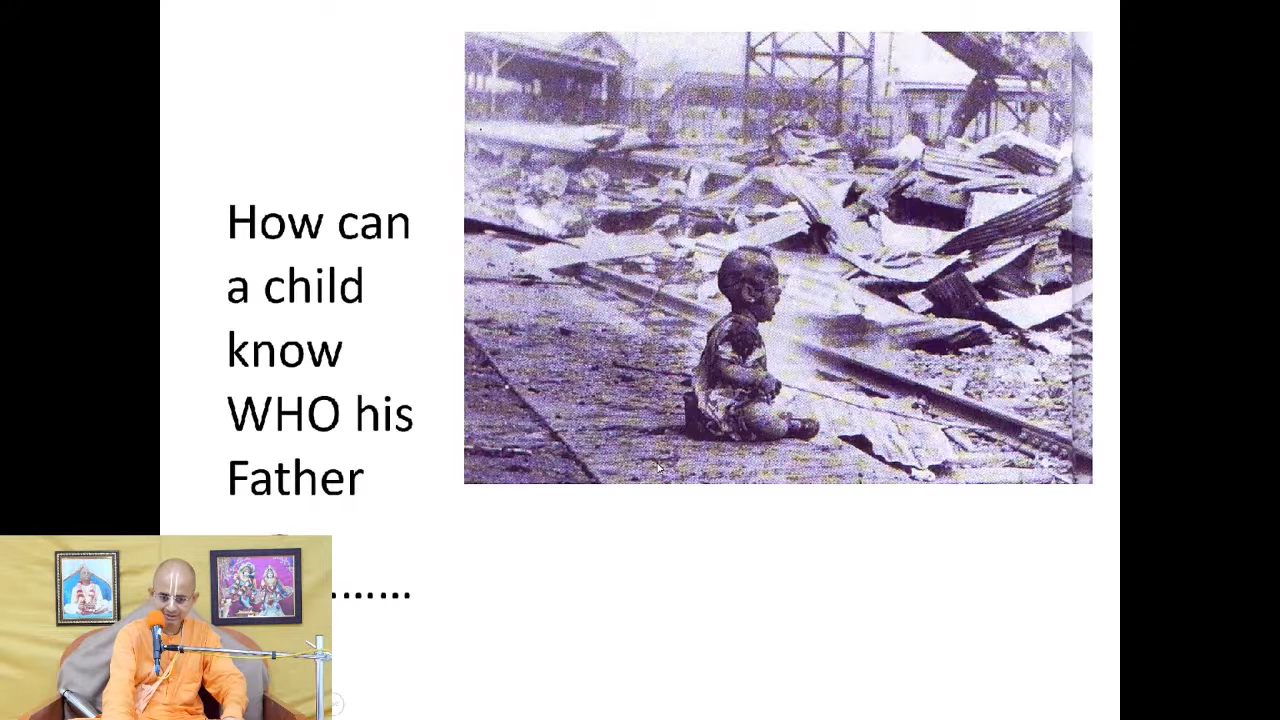 How can
a child
know
WHO his
Father
........